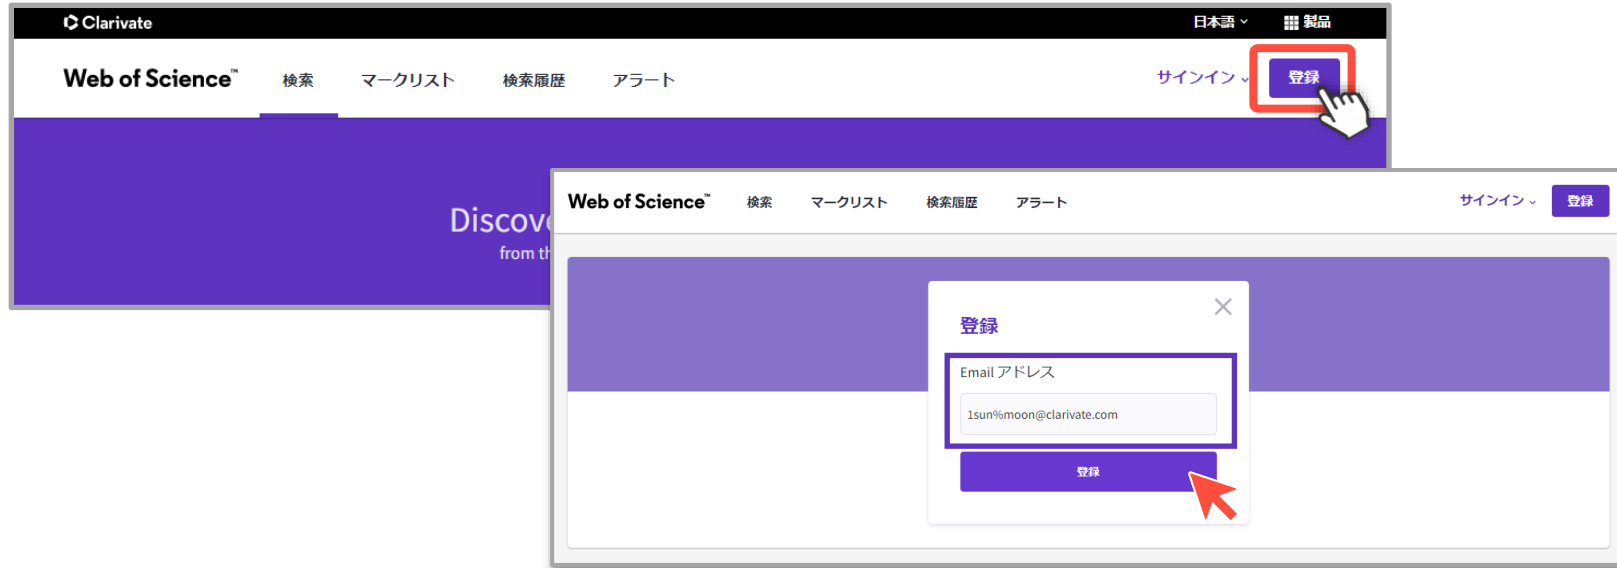 Clarivate
日本語
製品
Web of Science™
検索
マークリスト
検索履歴
アラート
サインイン
登録
Discove
from th
Web of Science™
検索
マークリスト
検索履歴
アラート
サインイン
登録
登録
Email アドレス
1sun%moon@clarivate.com
登録